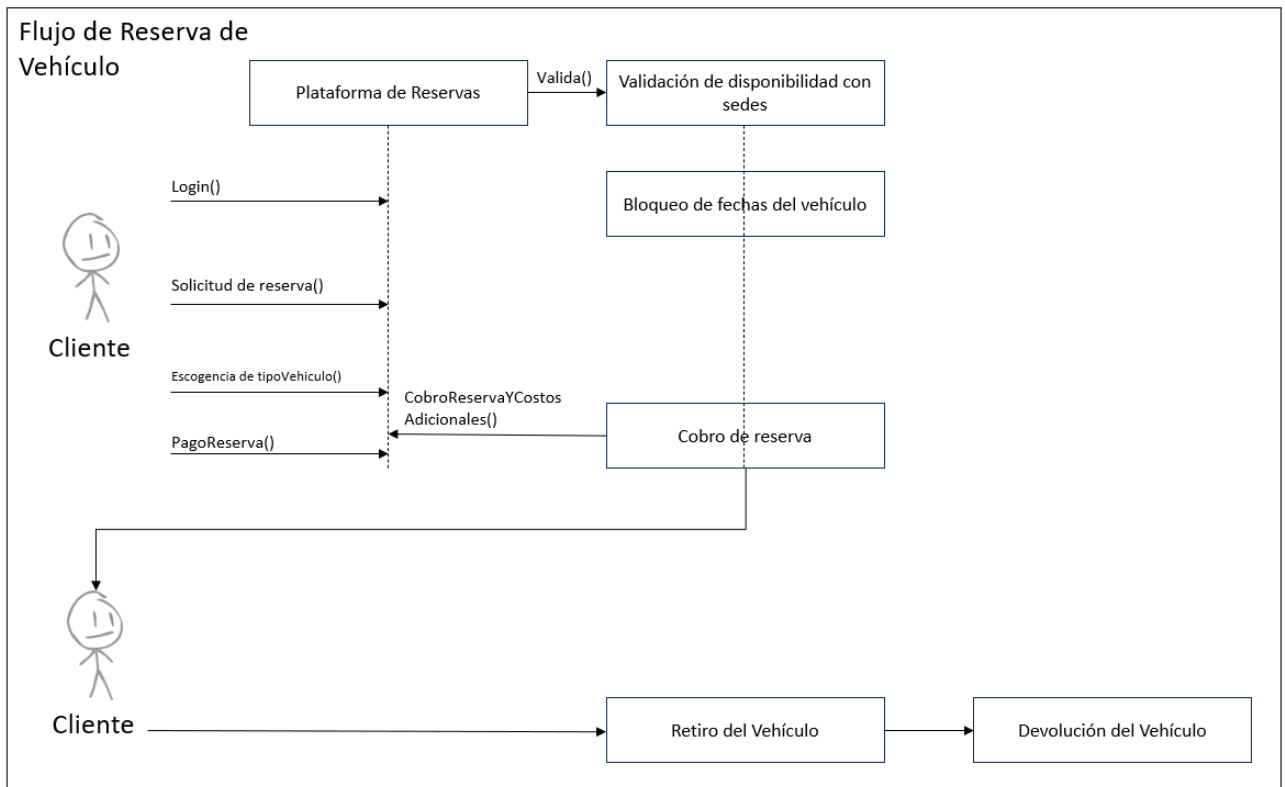 Flujo de Reserva de
Vehículo
Plataforma de Reservas
Valida()
Validación de disponibilidad con
sedes
Login()
Bloqueo de fechas del vehículo
Solicitud de reserva()
Cliente
Escogencia de tipoVehiculo()
CobroReservaYCostos
Adicionales()
PagoReserva()
Cobro de reserva
Cliente
Retiro del Vehículo
Devolución del Vehículo